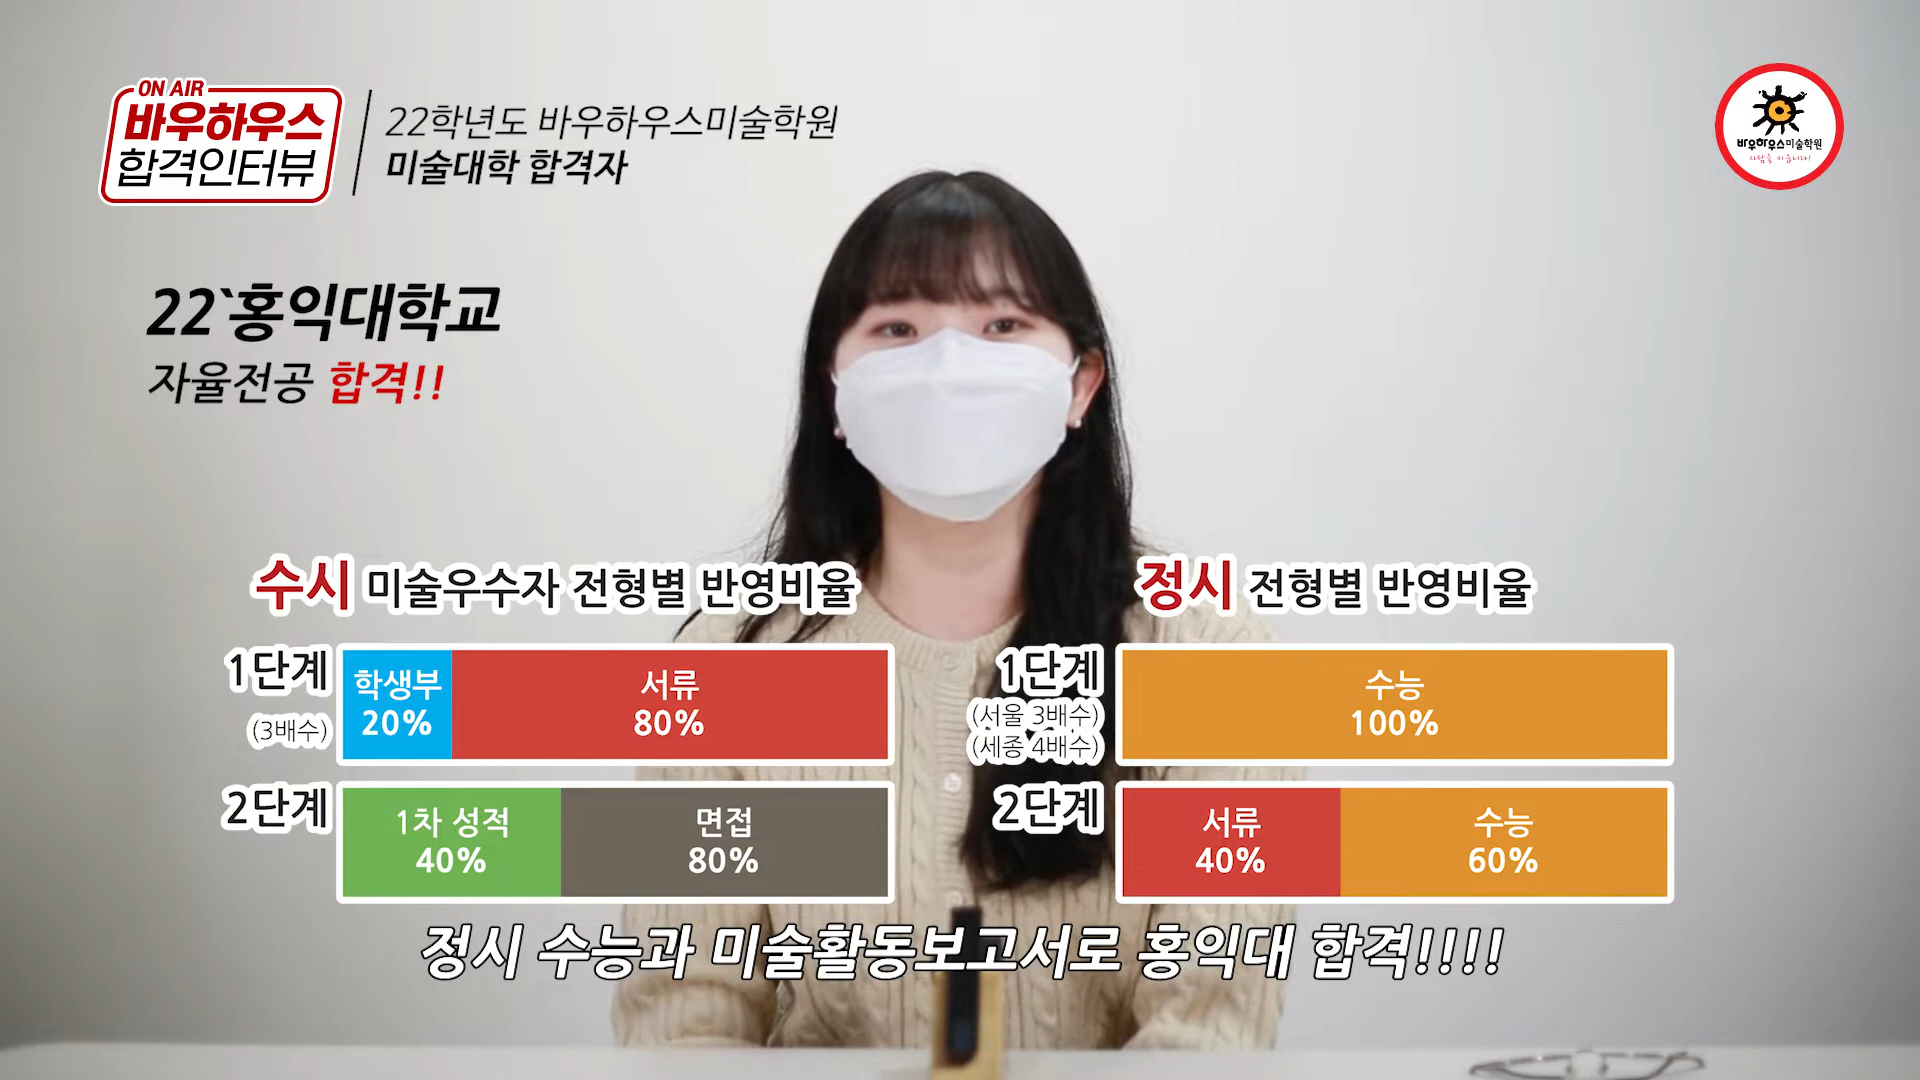 ON AIR
바우하우스
합격인터뷰
22학년도 바우하우스미술학원
미술대학 합격자
바우하우스미술학원
사람을 키웁니다!
22`홍익대학교
자율전공 합격!!
수시 미술우수자 전형별 반영비율
1단계
(3배수)
학생부
20%
서류
80%
2단계
1차 성적
40%
면접
80%
정시 전형별 반영비율
1단계
(서울 3배수)
(세종 4배수)
수능
100%
2단계
서류
40%
수능
60%
정시 수능과 미술활동보고서로 홍익대 합격!!!!